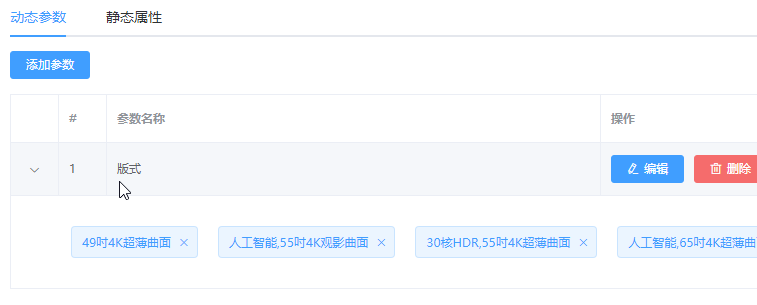 动态参数 静态属性
添加参数
# 参数名称 操作
1 版式 编辑 删除
49吋4K超薄曲面 人工智能,55吋4K观影曲面 30核HDR,55吋4K超薄曲面 人工智能,65吋4K超薄曲面